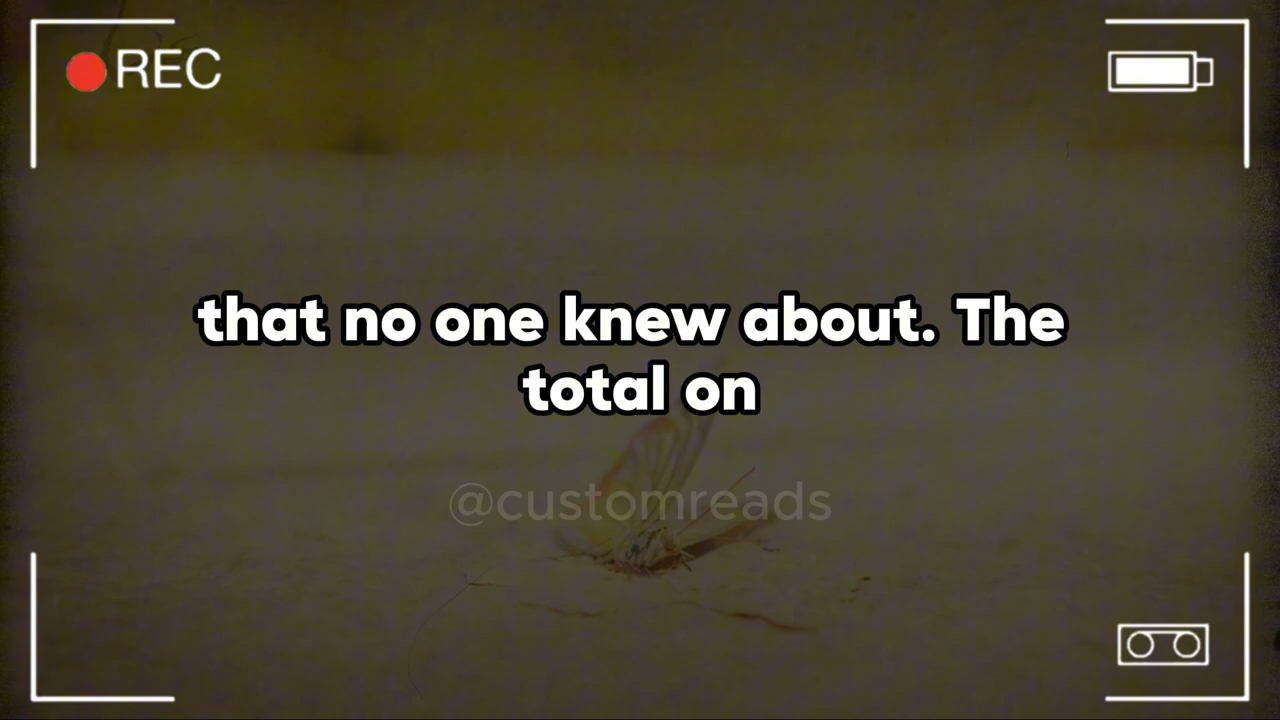 REC
that no one knew about. The
total on
@customreads